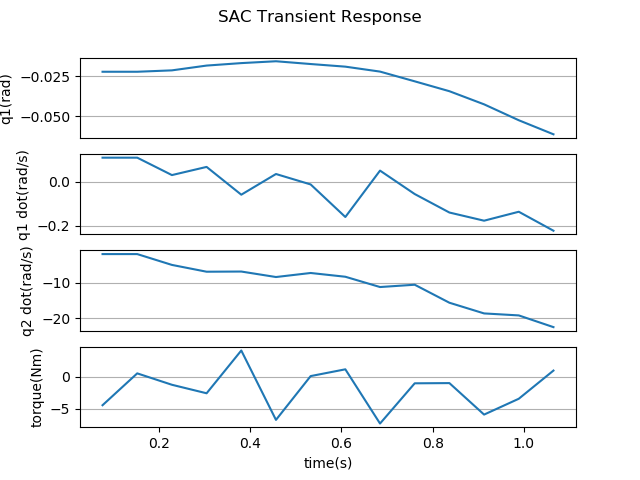 SAC Transient Response
q1(rad)
−0.025
−0.050
q1 dot(rad/s)
0.0
−0.2
q2 dot(rad/s)
−10
−20
torque(Nm)
0
−5
0.2 0.4 0.6 0.8 1.0
time(s)